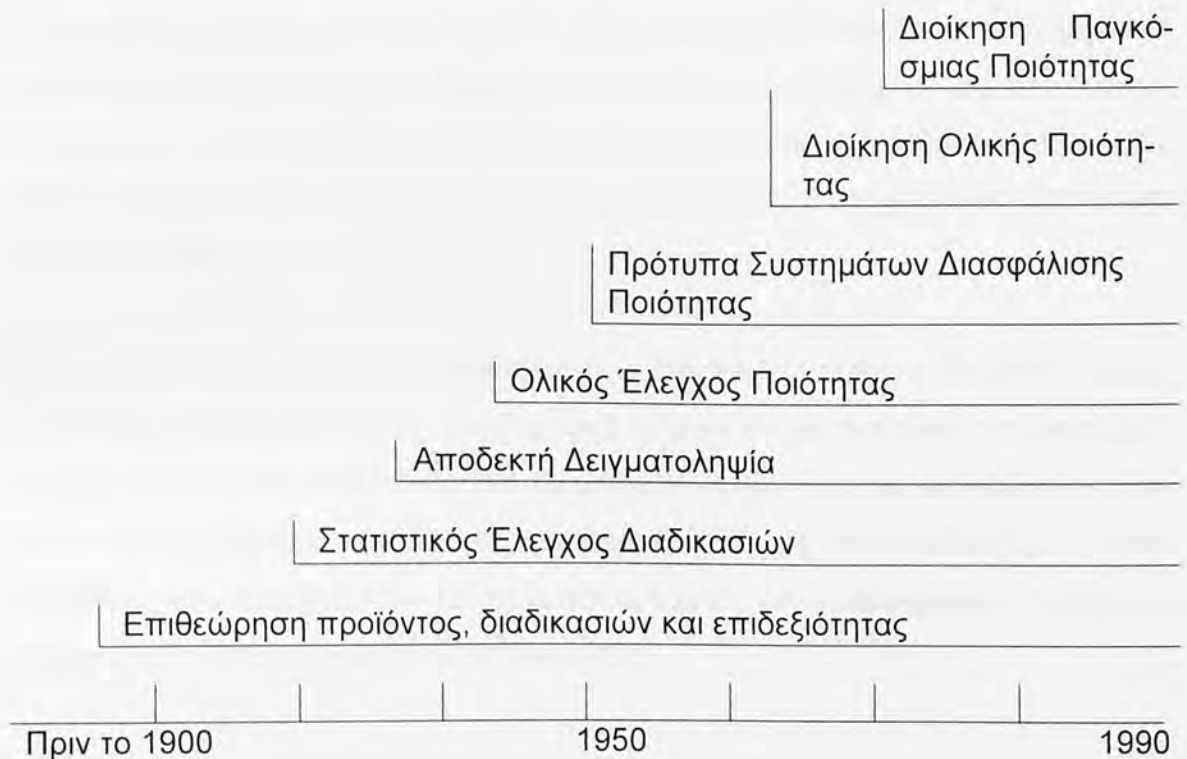 Διοίκηση Παγκό-
σμιας Ποιότητας
Διοίκηση Ολικής Ποιότη-
τας
Πρότυπα Συστημάτων Διασφάλισης
Ποιότητας
Ολικός Έλεγχος Ποιότητας
Αποδεκτή Δειγματοληψία
Στατιστικός Έλεγχος Διαδικασιών
Επιθεώρηση προϊόντος, διαδικασιών και επιδεξιότητας
Πριν το 1900 1950 1990